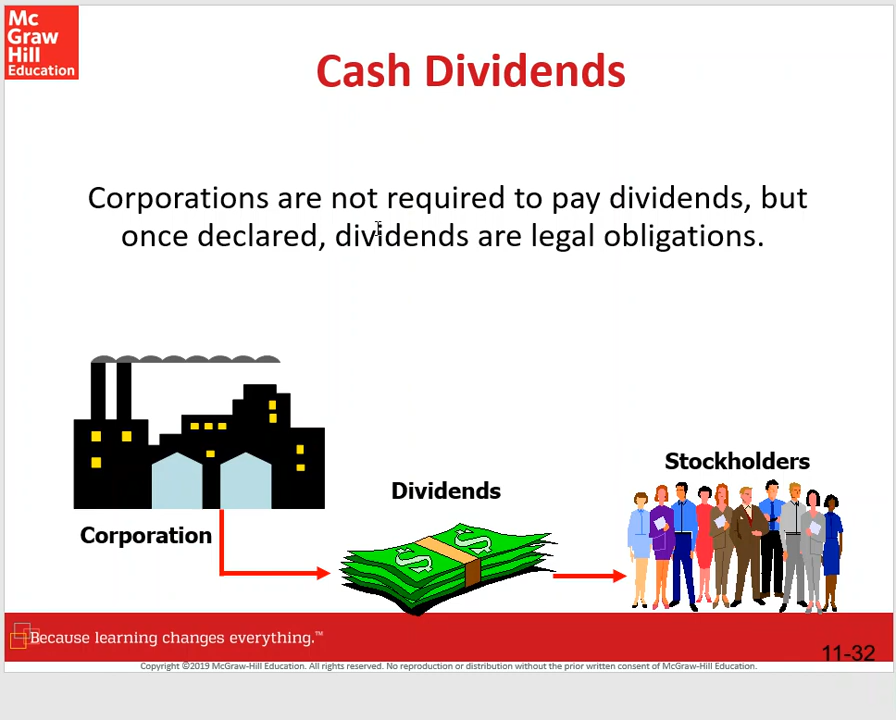 Mc
Graw
Hill
Education
Cash Dividends
Corporations are not required to pay dividends, but
once declared, dividends are legal obligations.
Stockholders
Dividends
Corporation
$ $
Because learning changes everything.™
11-32
Copyright ©2019 McGraw-Hill Education. All rights reserved. No reproduction or distribution without the prior written consent of McGraw-Hill Education.